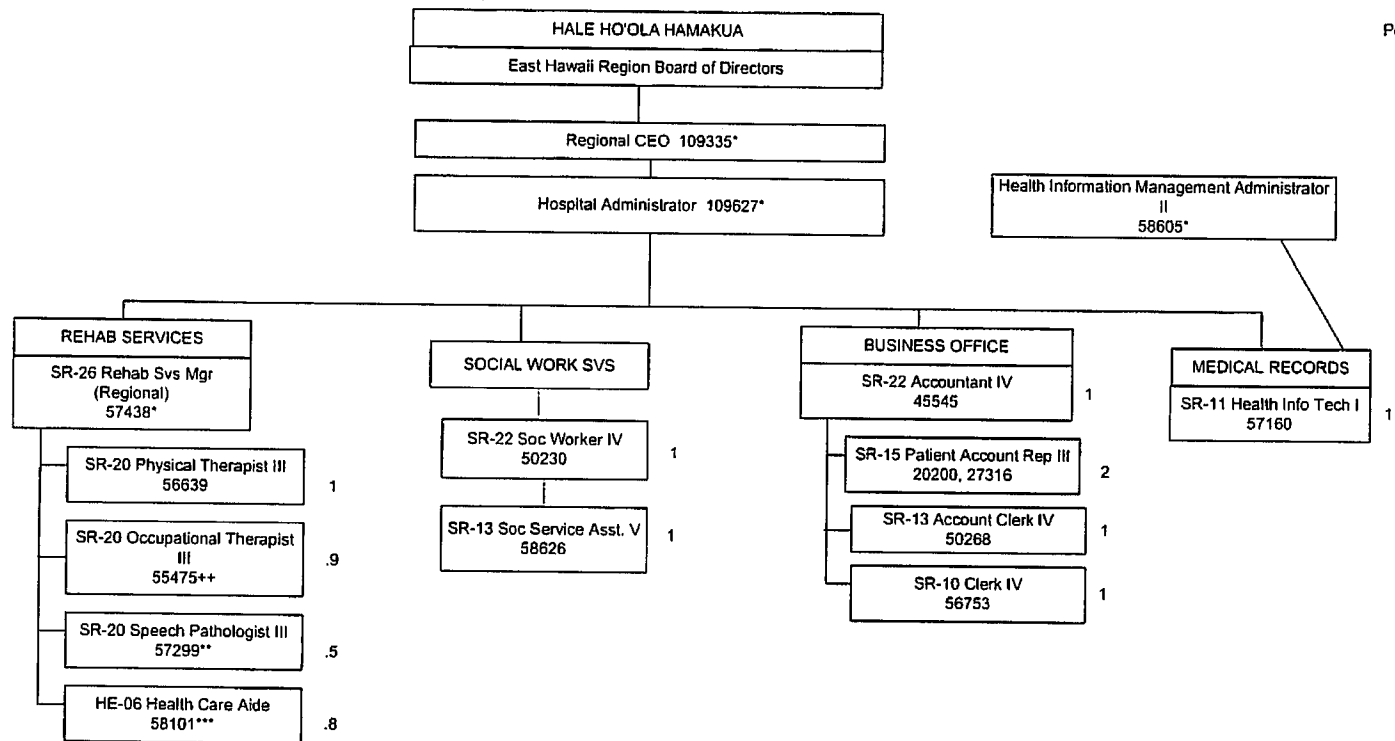 HALE HO'OLA HAMAKUA
East Hawaii Region Board of Directors
Regional CEO 109335*
Hospital Administrator 109627*
Health Information Management Administrator
II
58605*
REHAB SERVICES
SR-26 Rehab Svs Mgr
(Regional)
57438*
SR-20 Physical Therapist III
56639
1
SR-20 Occupational Therapist
III
55475++
.9
SR-20 Speech Pathologist III
57299**
.5
HE-06 Health Care Aide
58101***
.8
SOCIAL WORK SVS
SR-22 Soc Worker IV
50230
1
SR-13 Soc Service Asst. V
58626
1
BUSINESS OFFICE
SR-22 Accountant IV
45545
1
SR-15 Patient Account Rep III
20200, 27316
2
SR-13 Account Clerk IV
50268
1
SR-10 Clerk IV
56753
1
MEDICAL RECORDS
SR-11 Health Info Tech I
57160
1